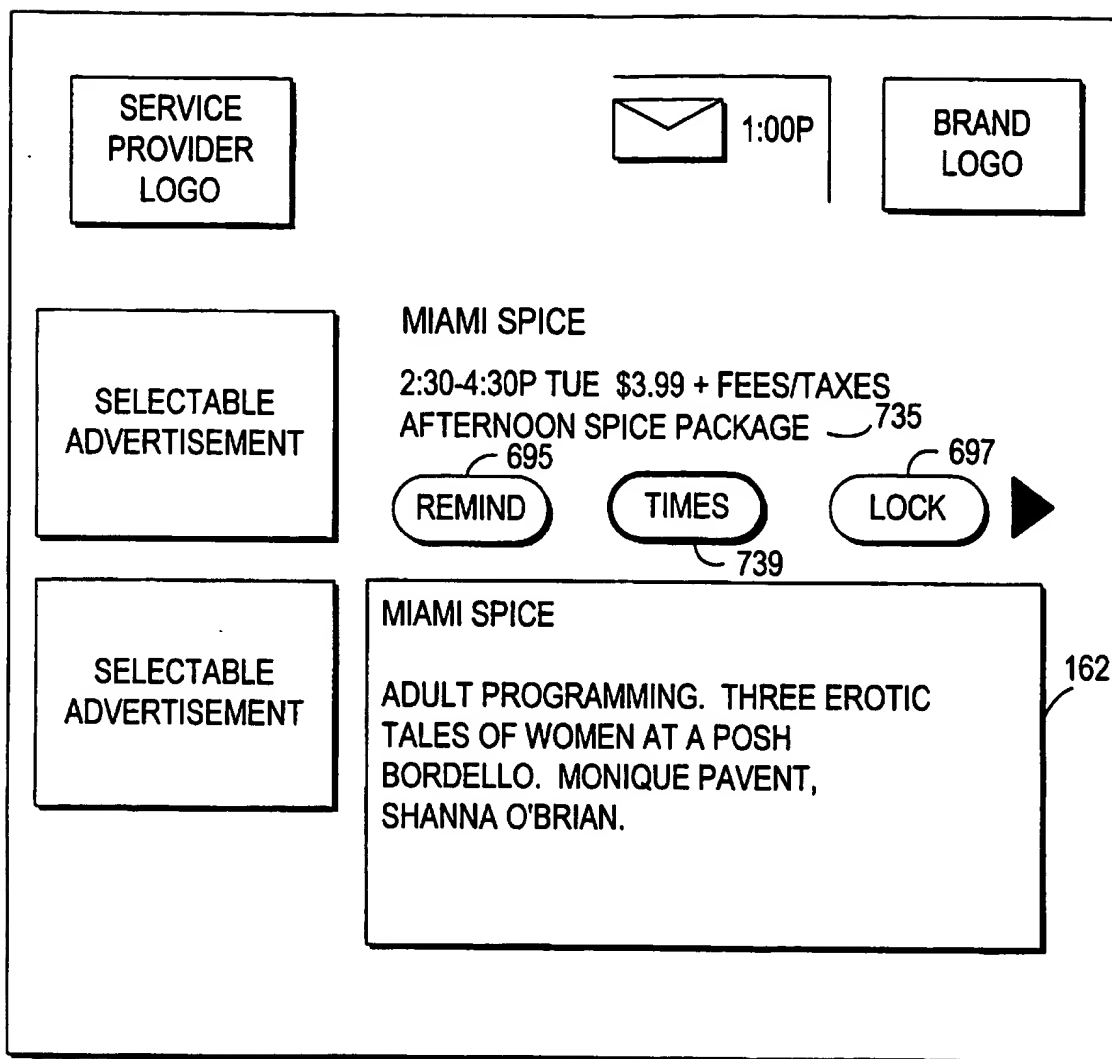 SERVICE
PROVIDER
LOGO
1:00P
BRAND
LOGO
SELECTABLE
ADVERTISEMENT
MIAMI SPICE
2:30-4:30P TUE $3.99 + FEES/TAXES
AFTERNOON SPICE PACKAGE 735
695
697
REMIND
TIMES
LOCK
739
SELECTABLE
ADVERTISEMENT
MIAMI SPICE
ADULT PROGRAMMING. THREE EROTIC
TALES OF WOMEN AT A POSH
BORDELLO. MONIQUE PAVENT,
SHANNA O'BRIAN.
162